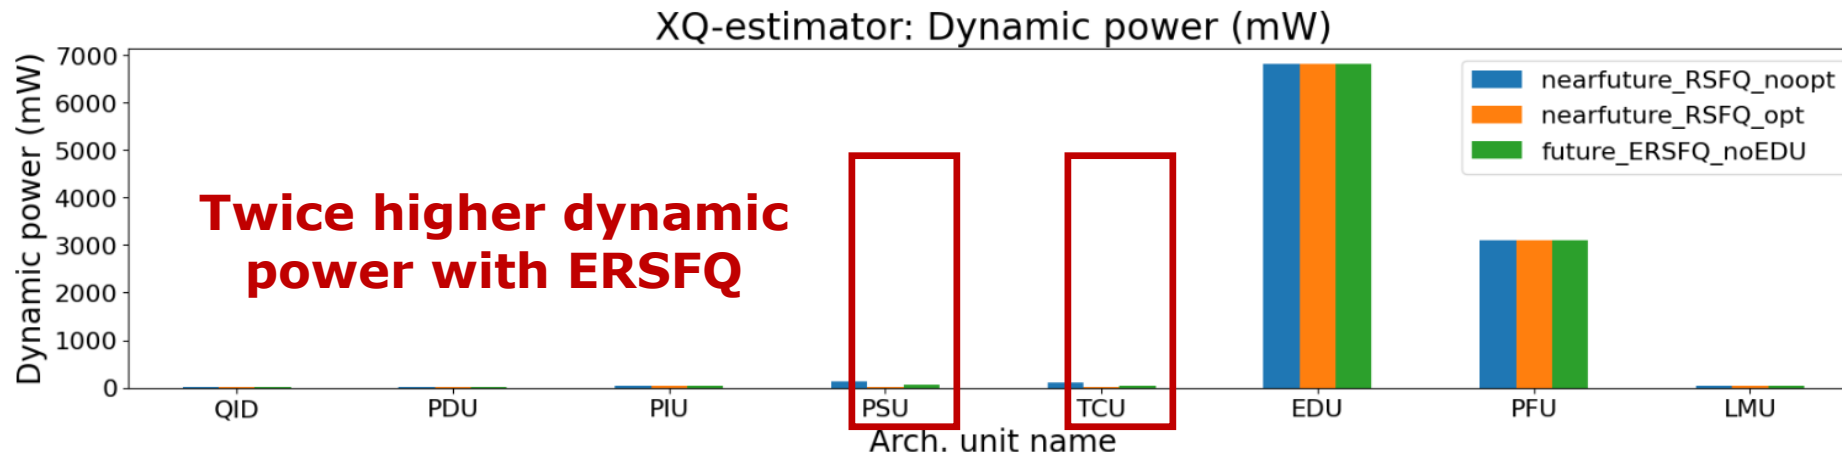 XQ-estimator: Dynamic power (mW)
Dynamic power (mW)
7000
6000
5000
4000
3000
2000
1000
0
nearfuture_RSFQ_noopt
nearfuture_RSFQ_opt
future_ERSFQ_noEDU
Twice higher dynamic
power with ERSFQ
QID PDU PIU PSU TCU EDU PFU LMU
Arch. unit name